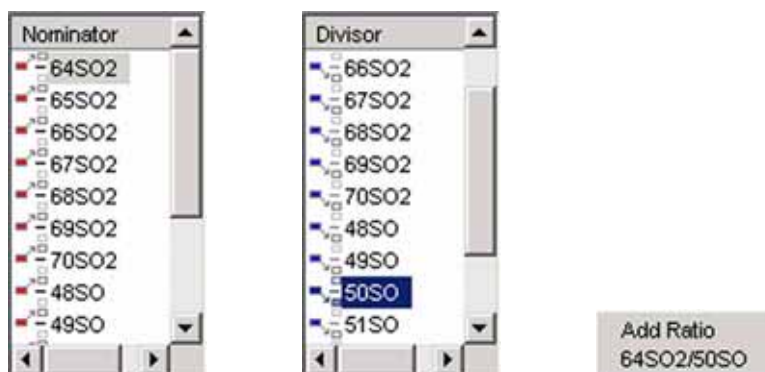 Nominator
64SO2
65SO2
66SO2
67SO2
68SO2
69SO2
70SO2
48SO
49SO
Divisor
66SO2
67SO2
68SO2
69SO2
70SO2
48SO
49SO
50SO
51SO
Add Ratio
64SO2/50SO